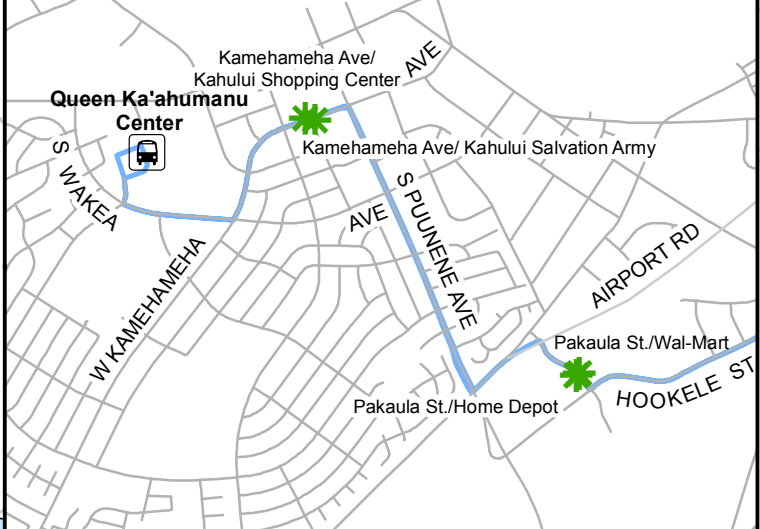 Kamehameha Ave/
Kahului Shopping Center
AVE
Queen Ka'ahumanu
Center
Kamehameha Ave/ Kahului Salvation Army
S WAKEA
S PUUNENE AVE
AVE
W KAMEHAMEHA
AIRPORT RD
Pakaula St./Wal-Mart
HOOKELE ST
Pakaula St./Home Depot